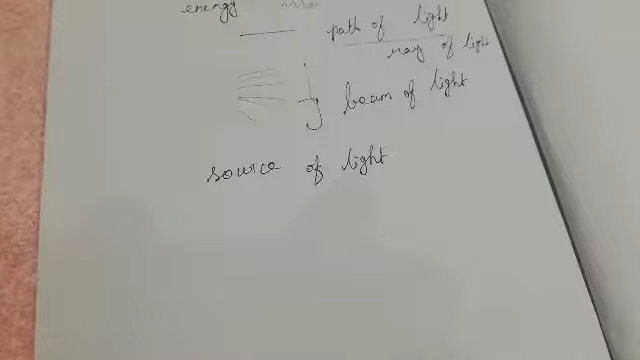 energy
path of light
ray of light
beam of light
source of light